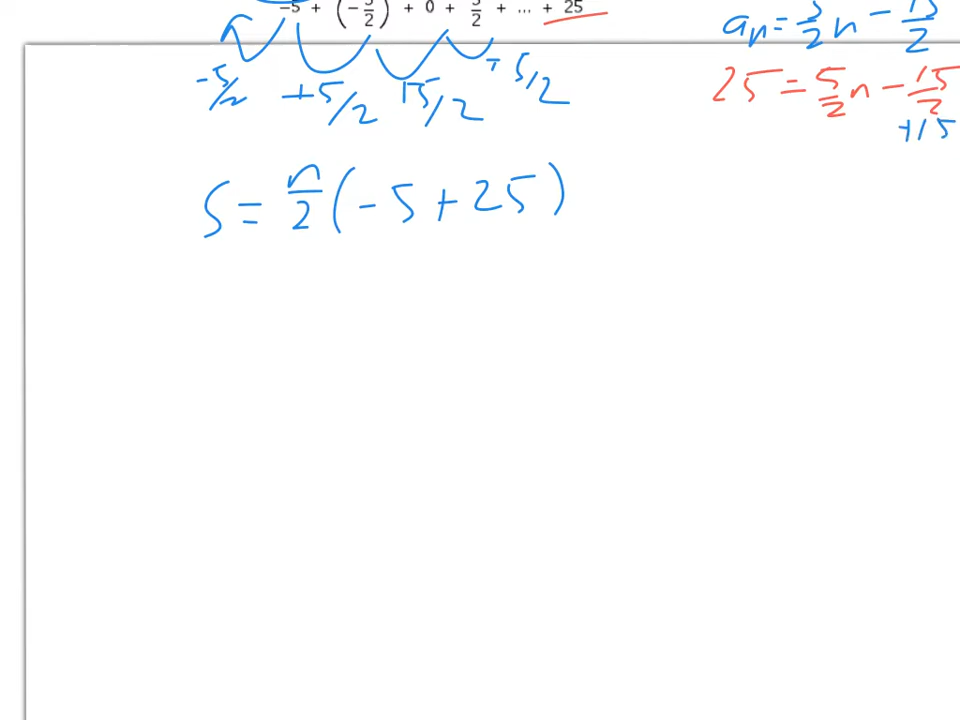 -5 + (-5/2) + 0 + 5/2 + ... + 25
-5/2 +5/2 +5/2 + 5/2
S = n/2 (-5 + 25)
an = 5/2 n - 15/2
25 = 5/2 n - 15/2
+15